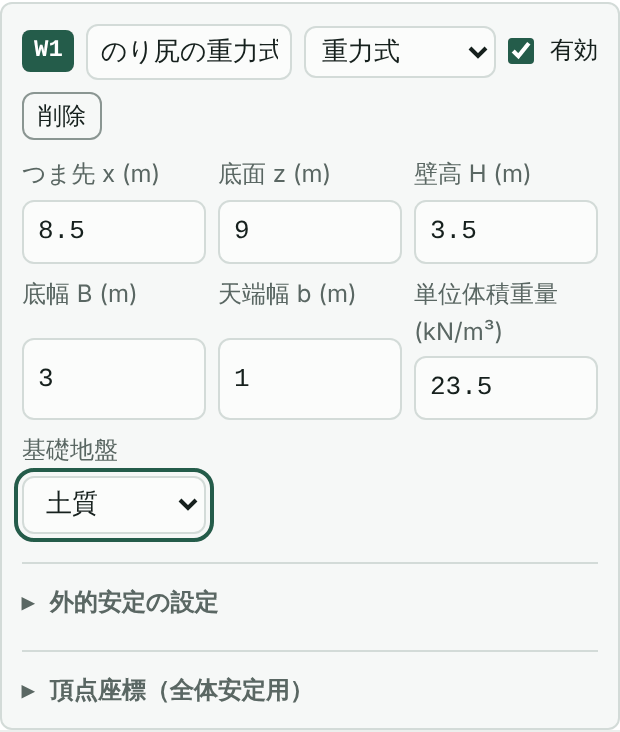 W1 のり尻の重力式 重力式 有効
削除
つま先 x (m) 底面 z (m) 壁高 H (m)
8.5 9 3.5
底幅 B (m) 天端幅 b (m) 単位体積重量
(kN/m³)
3 1 23.5
基礎地盤
土質
▸ 外的安定の設定
▸ 頂点座標（全体安定用）